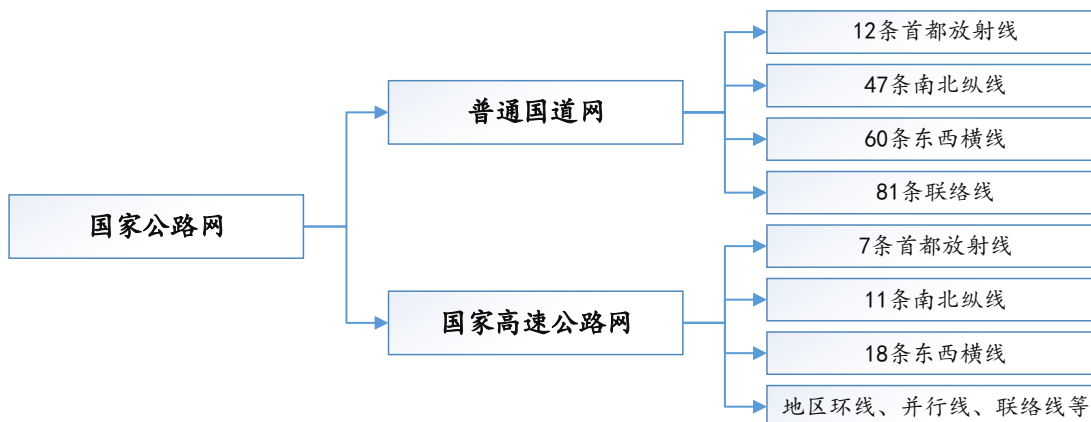 国家公路网
普通国道网
12条首都放射线
47条南北纵线
60条东西横线
81条联络线
国家高速公路网
7条首都放射线
11条南北纵线
18条东西横线
地区环线、并行线、联络线等